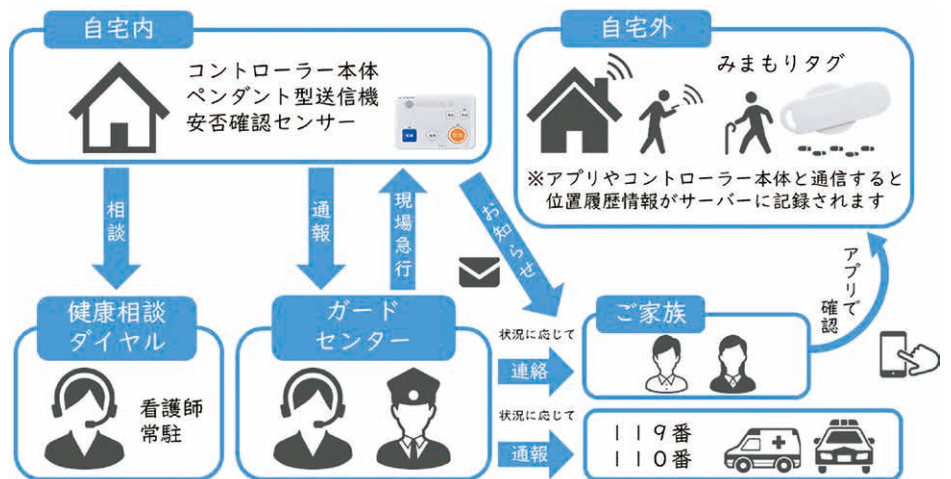 自宅内
コントローラー本体
ペンダント型送信機
安否確認センサー
自宅外
みまもりタグ
※アプリやコントローラー本体と通信すると
位置履歴情報がサーバーに記録されます
相談
通報
現場急行
お知らせ
アプリで
確認
健康相談
ダイヤル
看護師
常駐
ガード
センター
状況に応じて
連絡
ご家族
状況に応じて
通報
119番
110番